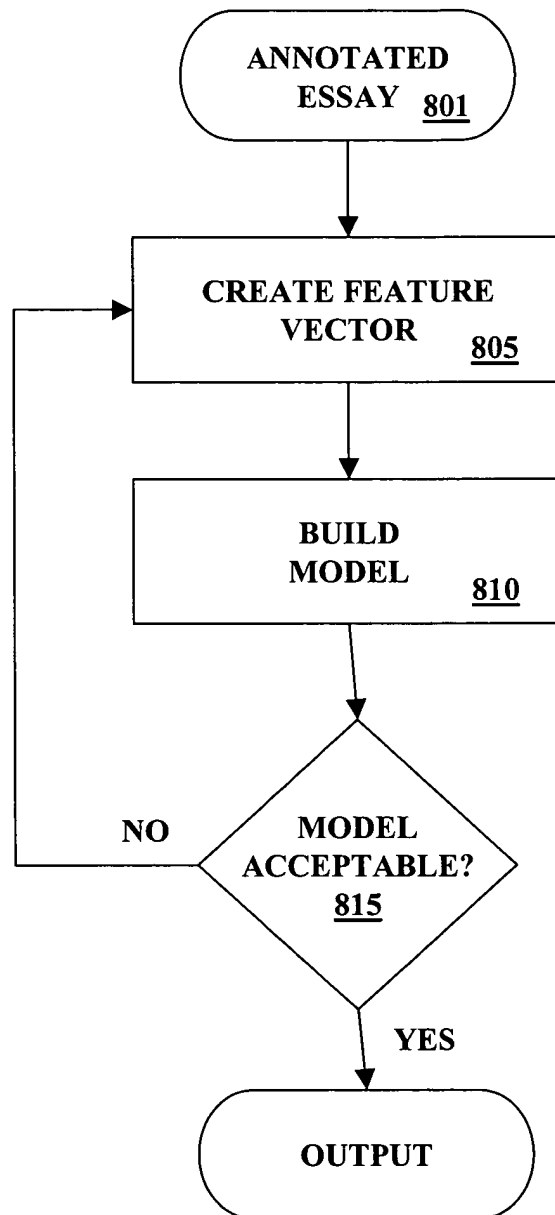 ANNOTATED
ESSAY 801
CREATE FEATURE
VECTOR 805
BUILD
MODEL 810
NO
MODEL
ACCEPTABLE?
815
YES
OUTPUT